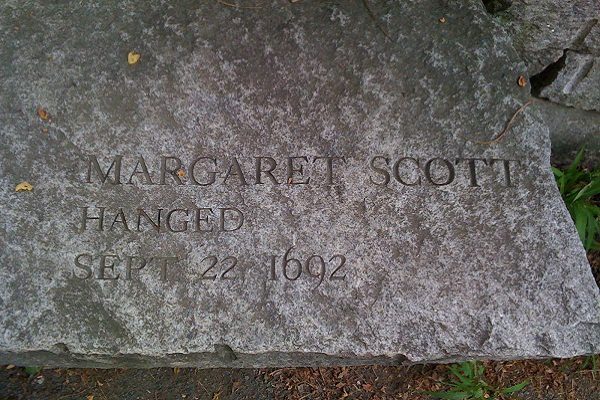 MARGARET SCOTT
HANGED
SEPT 22 1692